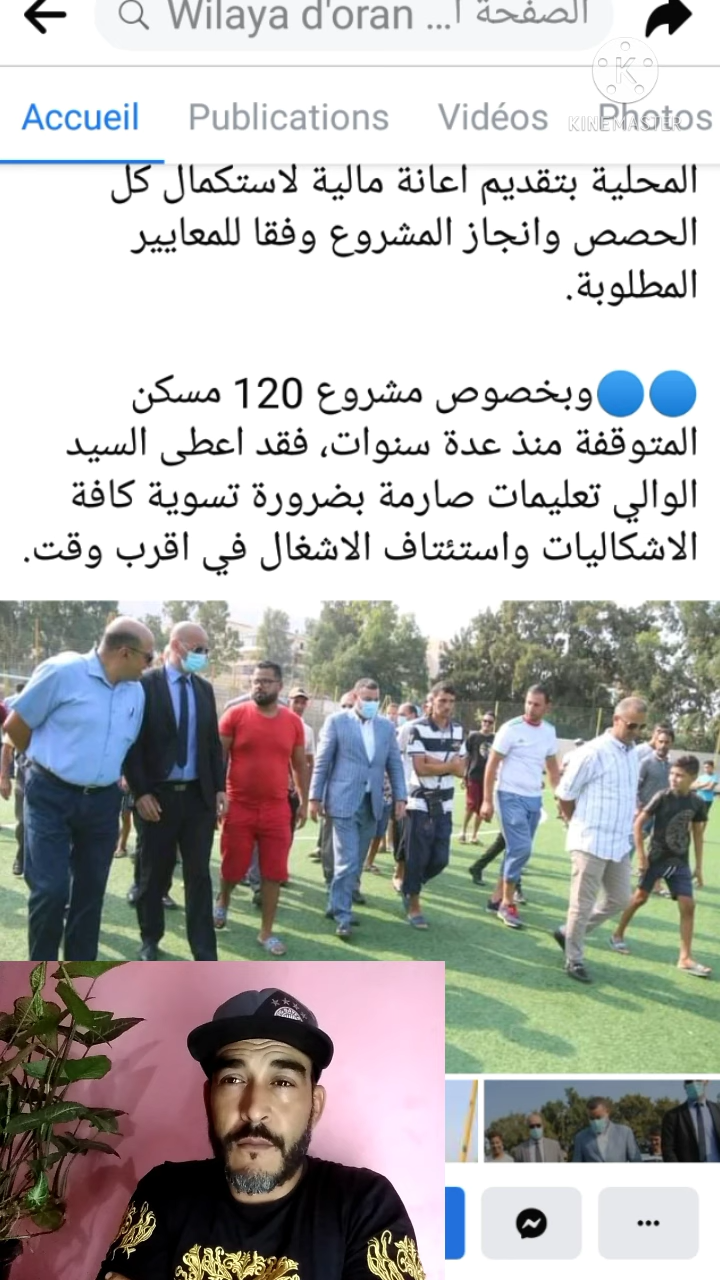 Wilaya d'oran ...الصفحة ا
Accueil Publications Vidéos Photos
KINEMASTER
المحلية بتقديم اعانة مالية لاستكمال كل
الحصص وانجاز المشروع وفقا للمعايير
المطلوبة.
وبخصوص مشروع 120 مسكن
المتوقفة منذ عدة سنوات، فقد اعطى السيد
الوالي تعليمات صارمة بضرورة تسوية كافة
الاشكاليات واستئتاف الاشغال في اقرب وقت.